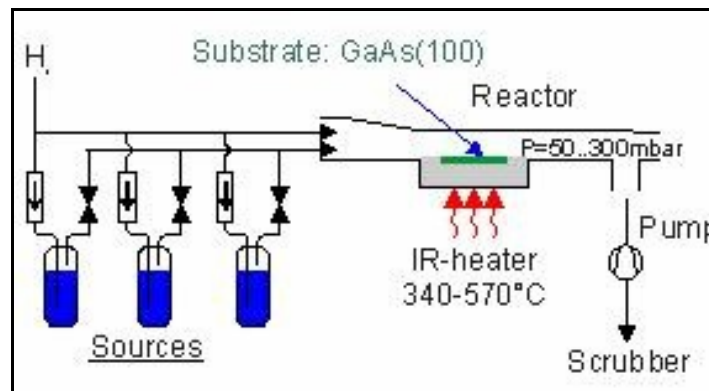 Substrate: GaAs(100)
H
Reactor
P=50..300mbar
Pump
IR-heater
340-570°C
Sources
Scrubber